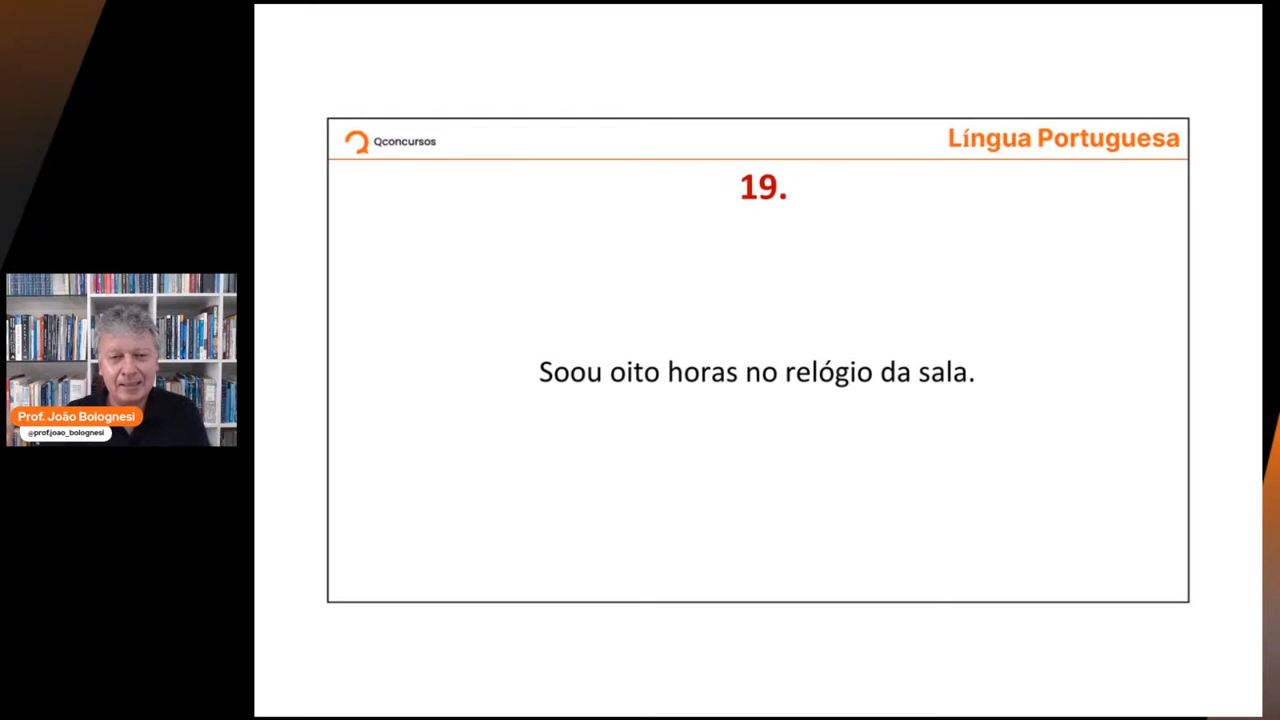 Qconcursos
Língua Portuguesa
19.
Soou oito horas no relógio da sala.
Prof. João Bolognesi
@prof.joao_bolognesi